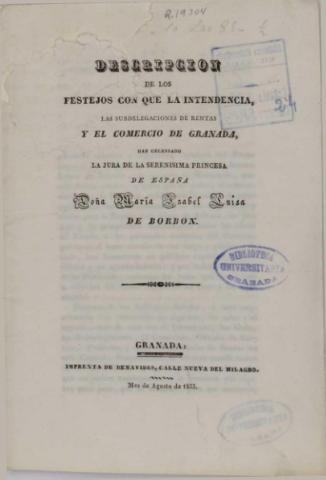 R.19304
DESCRIPCION
DE LOS
FESTEJOS CON QUE LA INTENDENCIA,
LAS SUBDELEGACIONES DE RENTAS
Y EL COMERCIO DE GRANADA,
HAN CELEBRADO
LA JURA DE LA SERENISIMA PRINCESA
DE ESPAÑA
Doña Maria Isabel Luisa
DE BORBON.
BIBLIOTECA
UNIVERSITARIA
GRANADA
GRANADA:
IMPRENTA DE BENAVIDES, CALLE NUEVA DEL MILAGRO.
Mes de Agosto de 1833.